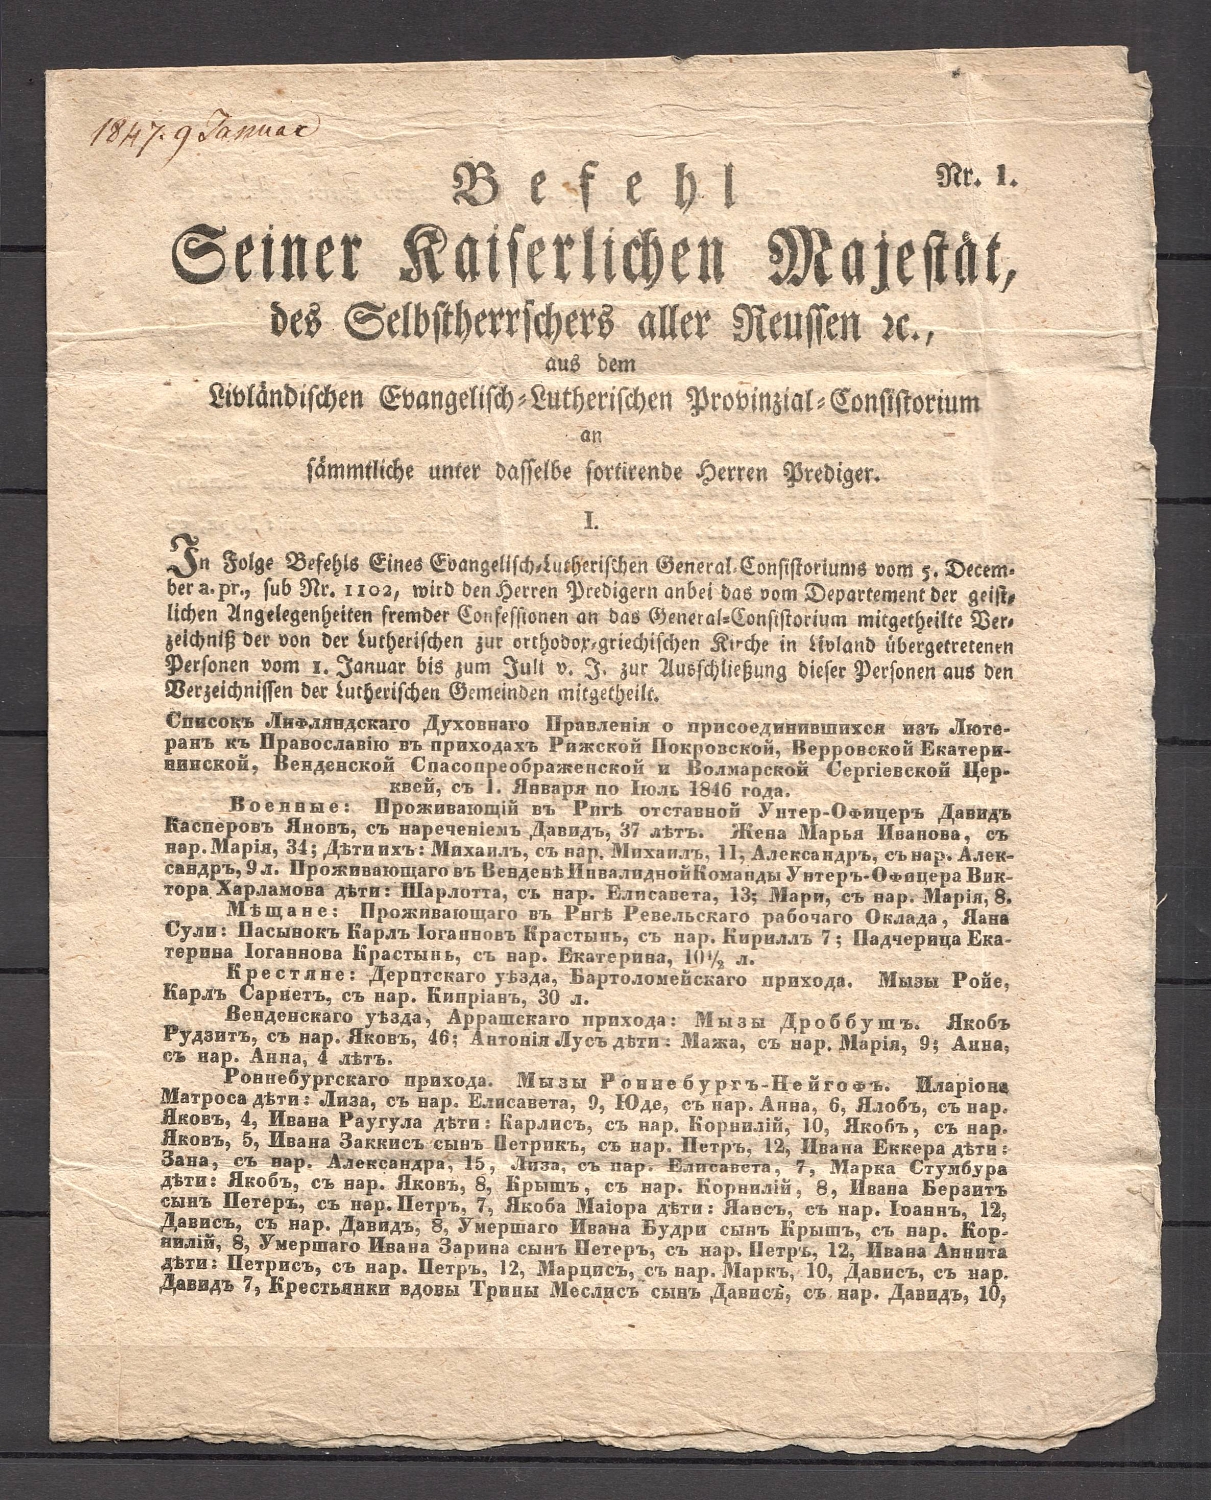 1847. 9 Januar
Befehl
Nr. 1.
Seiner Kaiserlichen Majestät,
des Selbstherrschers aller Reussen ꝛc.,
aus dem
Livländischen Evangelisch-Lutherischen Provinzial-Consistorium
an
sämmtliche unter dasselbe sortirende Herren Prediger.
I.
In Folge Befehls Eines Evangelisch-Lutherischen General-Consistoriums vom 5. Decem-
ber a. pr., sub Nr. 1102, wird den Herren Predigern anbei das vom Departement der geist-
lichen Angelegenheiten fremder Confessionen an das General-Consistorium mitgetheilte Ver-
zeichniß der von der Lutherischen zur orthodox-griechischen Kirche in Livland übergetretenen
Personen vom 1. Januar bis zum Juli v. J. zur Ausschließung dieser Personen aus den
Verzeichnissen der Lutherischen Gemeinden mitgetheilt.
Списокъ Лифляндскаго Духовнаго Правленія о присоединившихся изъ Люте-
ранъ къ Православію въ приходахъ Рижской Покровской, Верровской Екатери-
нинской, Венденской Спасопреображенской и Волмарской Сергіевской Цер-
квей, съ 1. Января по Іюль 1846 года.
Военные: Проживающій въ Ригѣ отставной Унтер-Офицеръ Давидъ
Касперовъ Яновъ, съ нареченіемъ Давидъ, 37 лѣтъ. Жена Марья Иванова, съ
нар. Марія, 34; Дѣти ихъ: Михаилъ, съ нар. Михаилъ, 11, Александръ, съ нар. Алек-
сандръ, 9 л. Проживающаго въ Венденѣ Инвалидной Команды Унтеръ-Офицера Вик-
тора Харламова дѣти: Шарлотта, съ нар. Елисавета, 13; Мари, съ нар. Марія, 8.
Мѣщане: Проживающаго въ Ригѣ Ревельскаго рабочаго Оклада, Яана
Сули: Пасынокъ Карлъ Іоганновъ Крастынь, съ нар. Кириллъ 7; Падчерица Ека-
терина Іоганнова Крастынь, съ нар. Екатерина, 10½ л.
Крестяне: Дерптскаго уѣзда, Бартоломейскаго прихода. Мызы Ройе,
Карлъ Сарнетъ, съ нар. Кипріанъ, 30 л.
Венденскаго уѣзда, Аррашскаго прихода: Мызы Дроббушъ. Якобъ
Рудзитъ, съ нар. Яковъ, 46; Антонія Лусъ дѣти: Мажа, съ нар. Марія, 9; Анна,
съ нар. Анна, 4 лѣтъ.
Роннебургскаго прихода. Мызы Роннебургъ-Нейгофъ. Иларіона
Матроса дѣти: Лиза, съ нар. Елисавета, 9, Юде, съ нар. Анна, 6, Ялобъ, съ нар.
Яковъ, 4, Ивана Раугула дѣти: Карлисъ, съ нар. Корнилій, 10, Якобъ, съ нар.
Яковъ, 5, Ивана Заккисъ сынъ Петрикъ, съ нар. Петръ, 12, Ивана Еккера дѣти:
Зана, съ нар. Александра, 15, Лиза, съ нар. Елисавета, 7, Марка Стумбура
дѣти: Якобъ, съ нар. Яковъ, 8, Крышъ, съ нар. Корнилій, 8, Ивана Берзитъ
сынъ Петеръ, съ нар. Петръ, 7, Якоба Маіора дѣти: Яансъ, съ нар. Іоаннъ, 12,
Дависъ, съ нар. Давидъ, 8, Умершаго Ивана Будри сынъ Крышъ, съ нар. Кор-
нилій, 8, Умершаго Ивана Зарина сынъ Петеръ, съ нар. Петръ, 12, Ивана Аннита
дѣти: Петрисъ, съ нар. Петръ, 12, Марцисъ, съ нар. Маркъ, 10, Дависъ, съ нар.
Давидъ 7, Крестьянки вдовы Трины Меслисъ сынъ Дависъ, съ нар. Давидъ, 10,